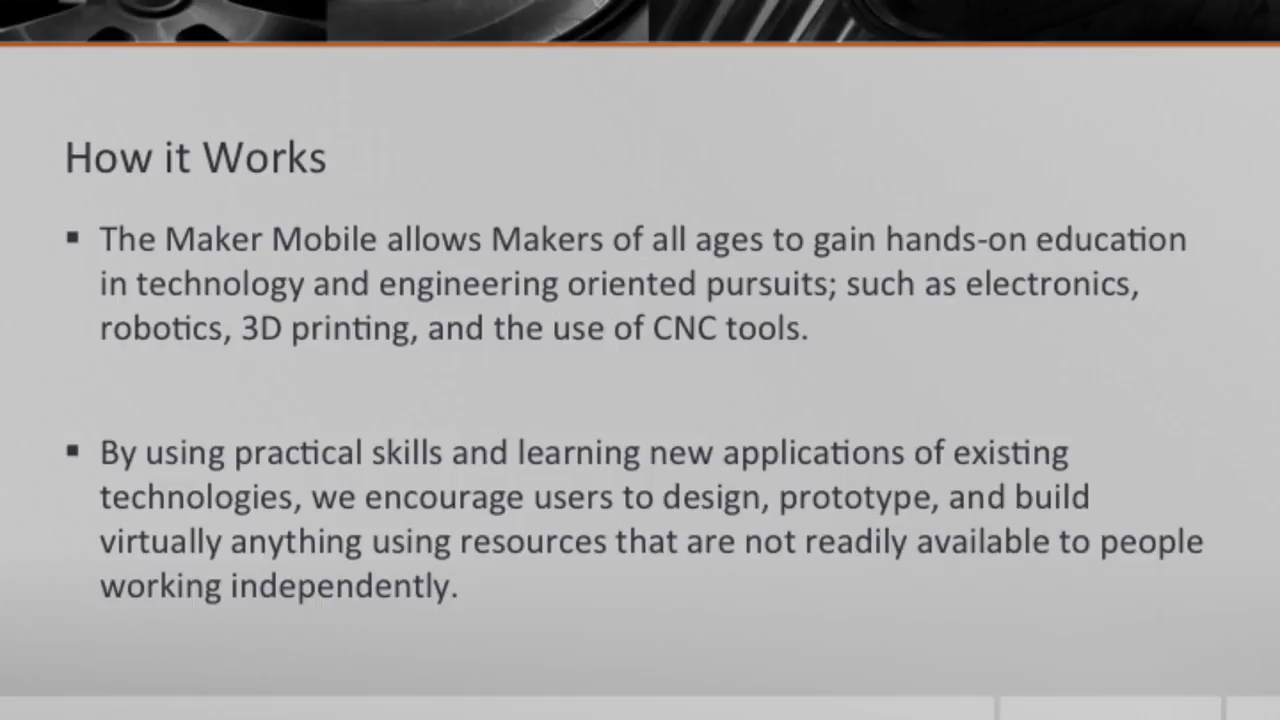 How it Works
▪ The Maker Mobile allows Makers of all ages to gain hands-on education
in technology and engineering oriented pursuits; such as electronics,
robotics, 3D printing, and the use of CNC tools.
▪ By using practical skills and learning new applications of existing
technologies, we encourage users to design, prototype, and build
virtually anything using resources that are not readily available to people
working independently.